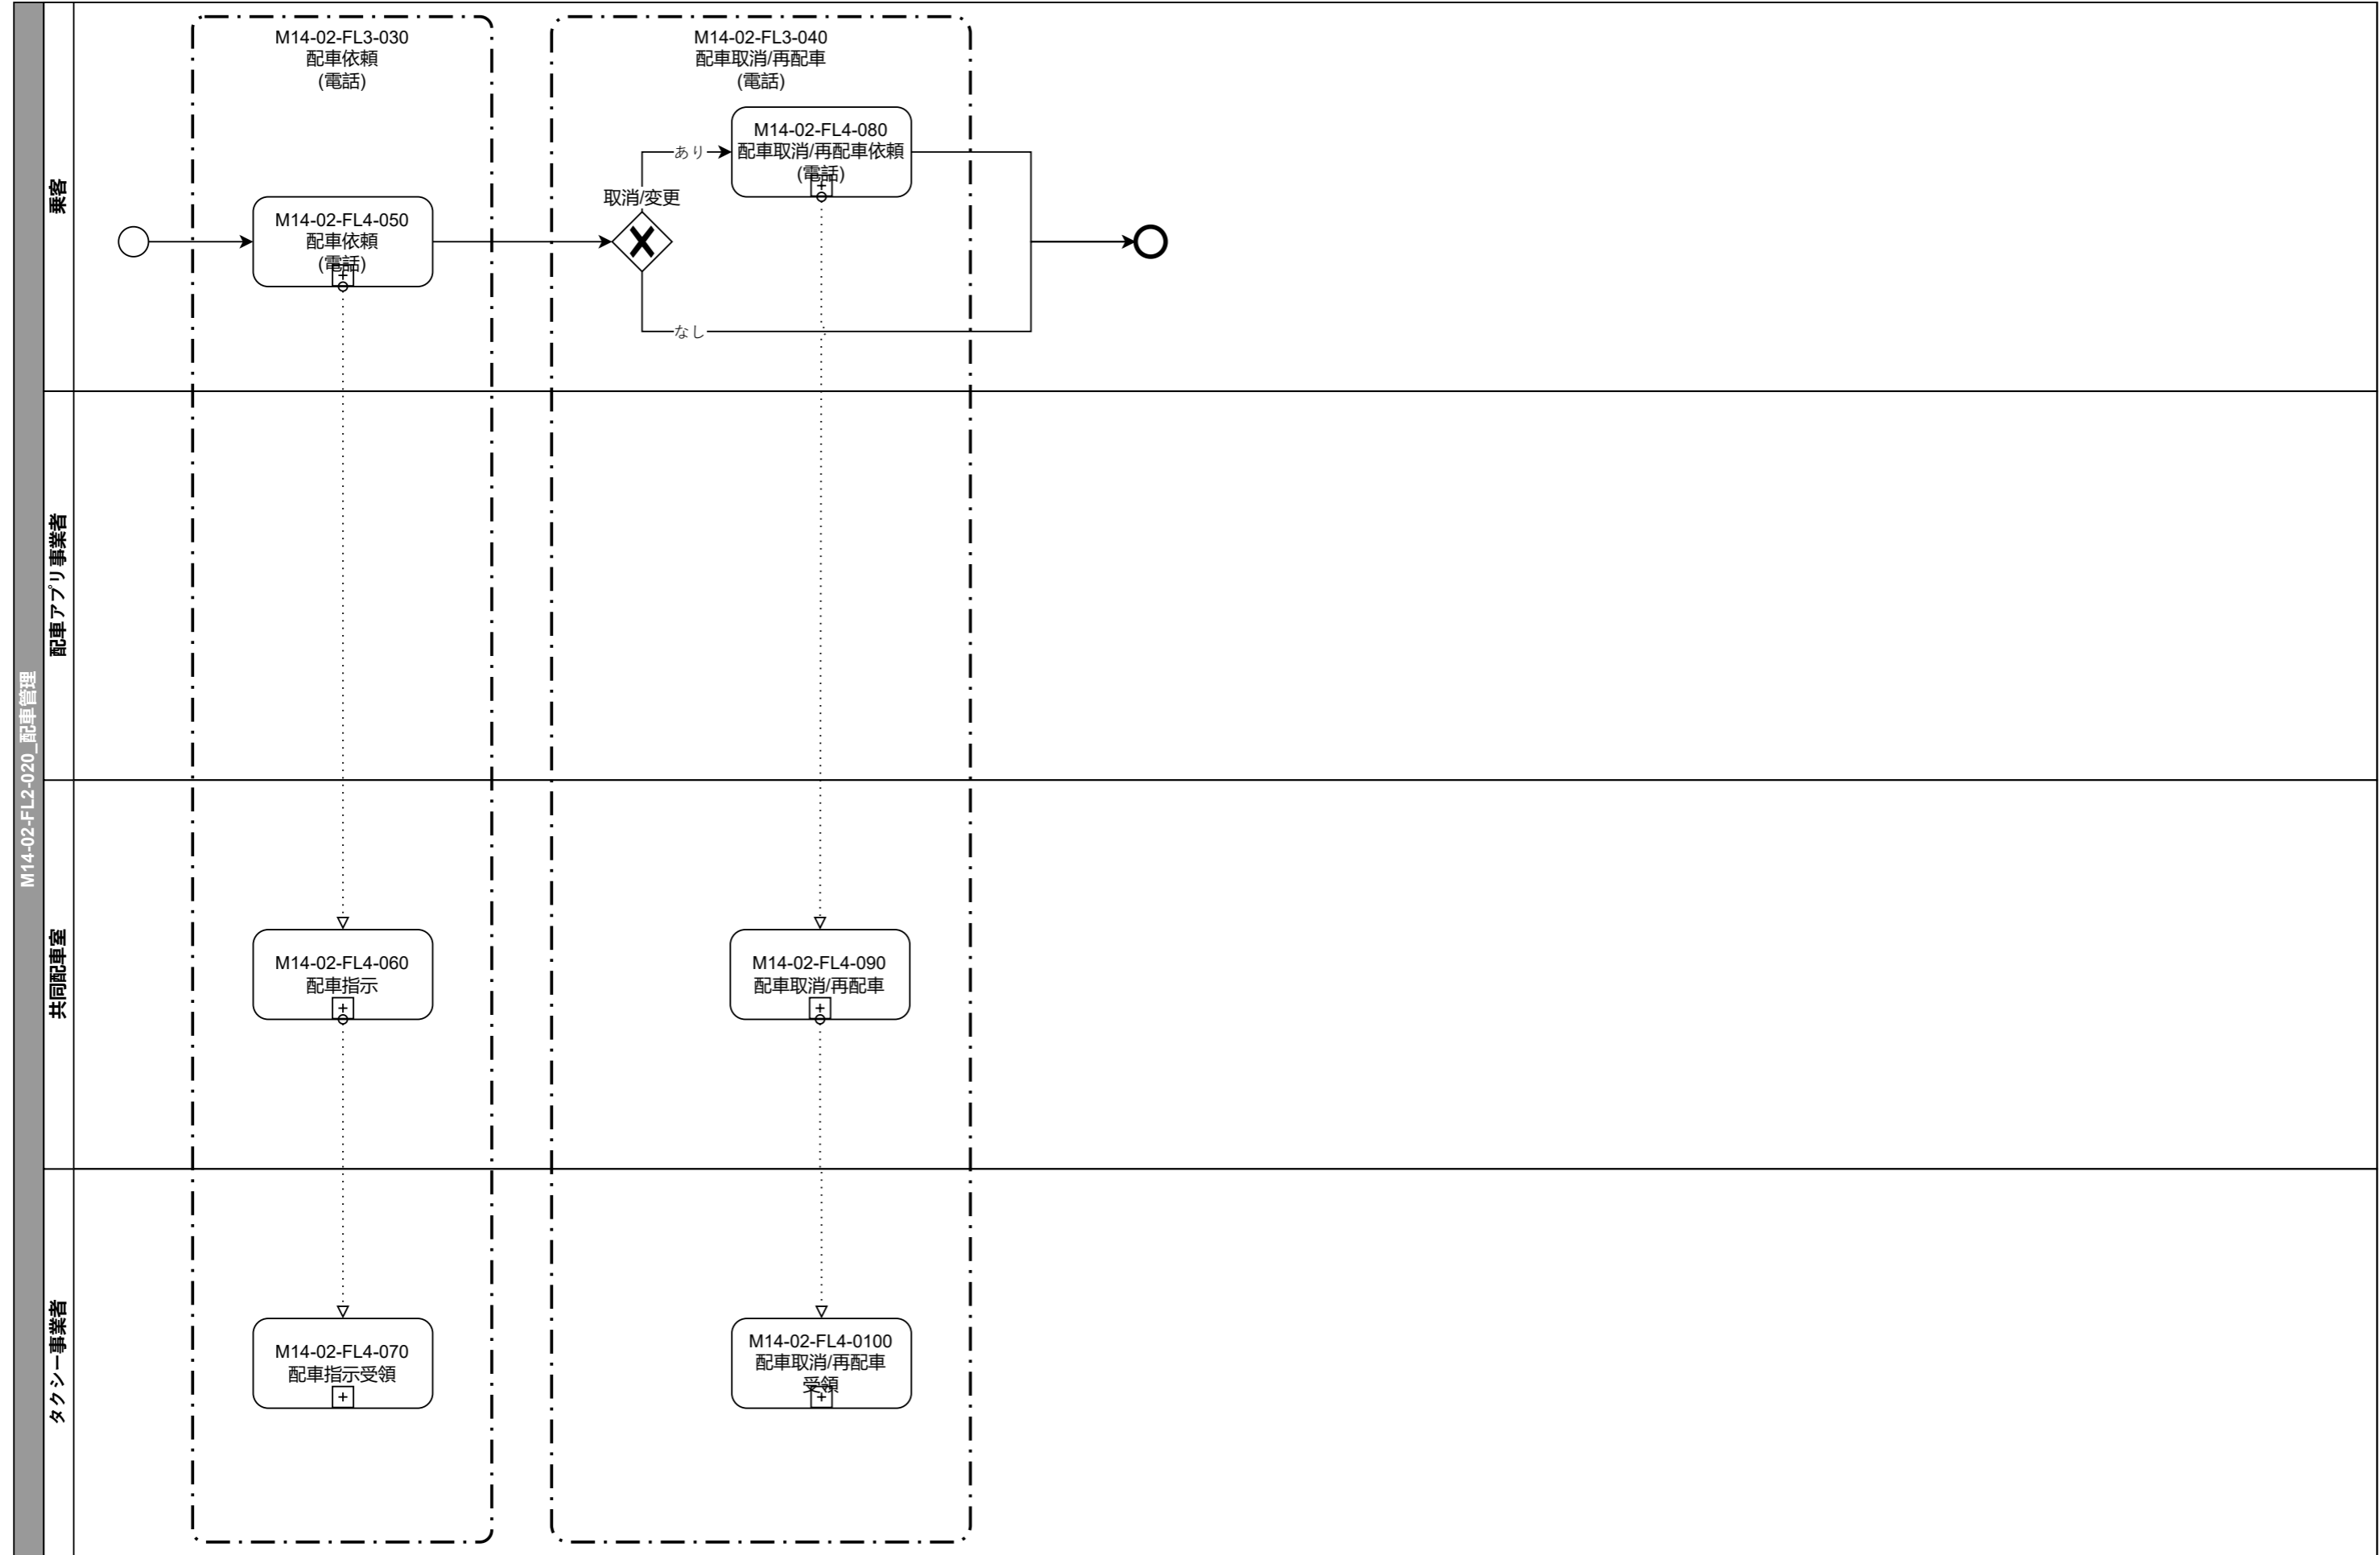 M14-02-FL2-020_配車管理
乗客
M14-02-FL3-030
配車依頼
(電話)
M14-02-FL3-040
配車取消/再配車
(電話)
M14-02-FL4-050
配車依頼
(電話)
取消/変更
あり
なし
M14-02-FL4-080
配車取消/再配車依頼
(電話)
配車アプリ事業者
共同配車室
M14-02-FL4-060
配車指示
M14-02-FL4-090
配車取消/再配車
タクシー事業者
M14-02-FL4-070
配車指示受領
M14-02-FL4-0100
配車取消/再配車
受領